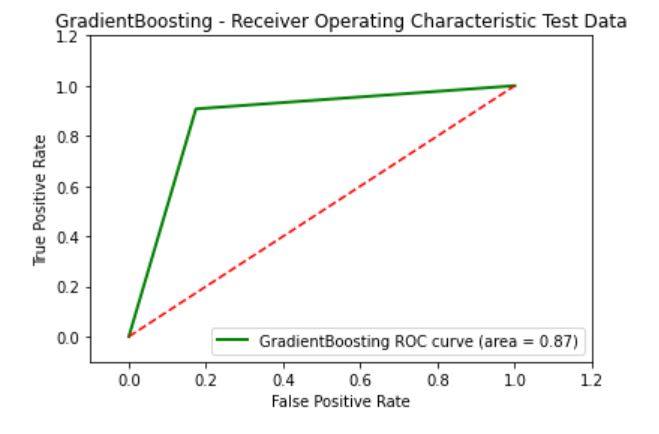 GradientBoosting - Receiver Operating Characteristic Test Data
1.2
1.0
0.8
0.6
0.4
0.2
0.0
True Positive Rate
GradientBoosting ROC curve (area = 0.87)
0.0 0.2 0.4 0.6 0.8 1.0 1.2
False Positive Rate